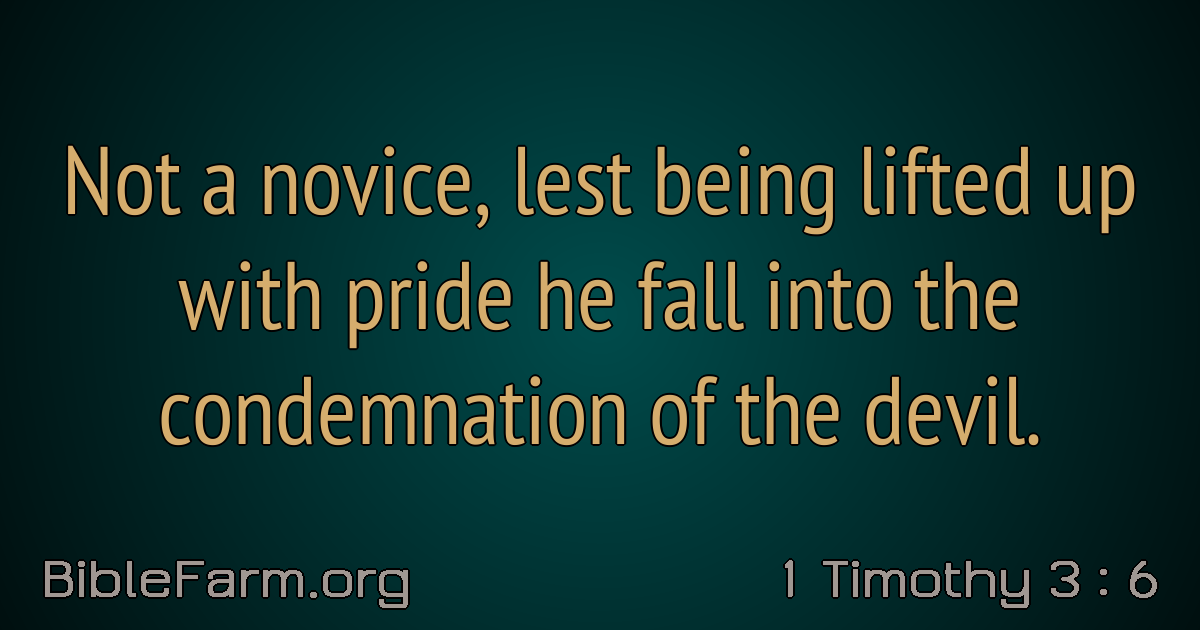 Not a novice, lest being lifted up
with pride he fall into the
condemnation of the devil.
BibleFarm.org
1 Timothy 3 : 6